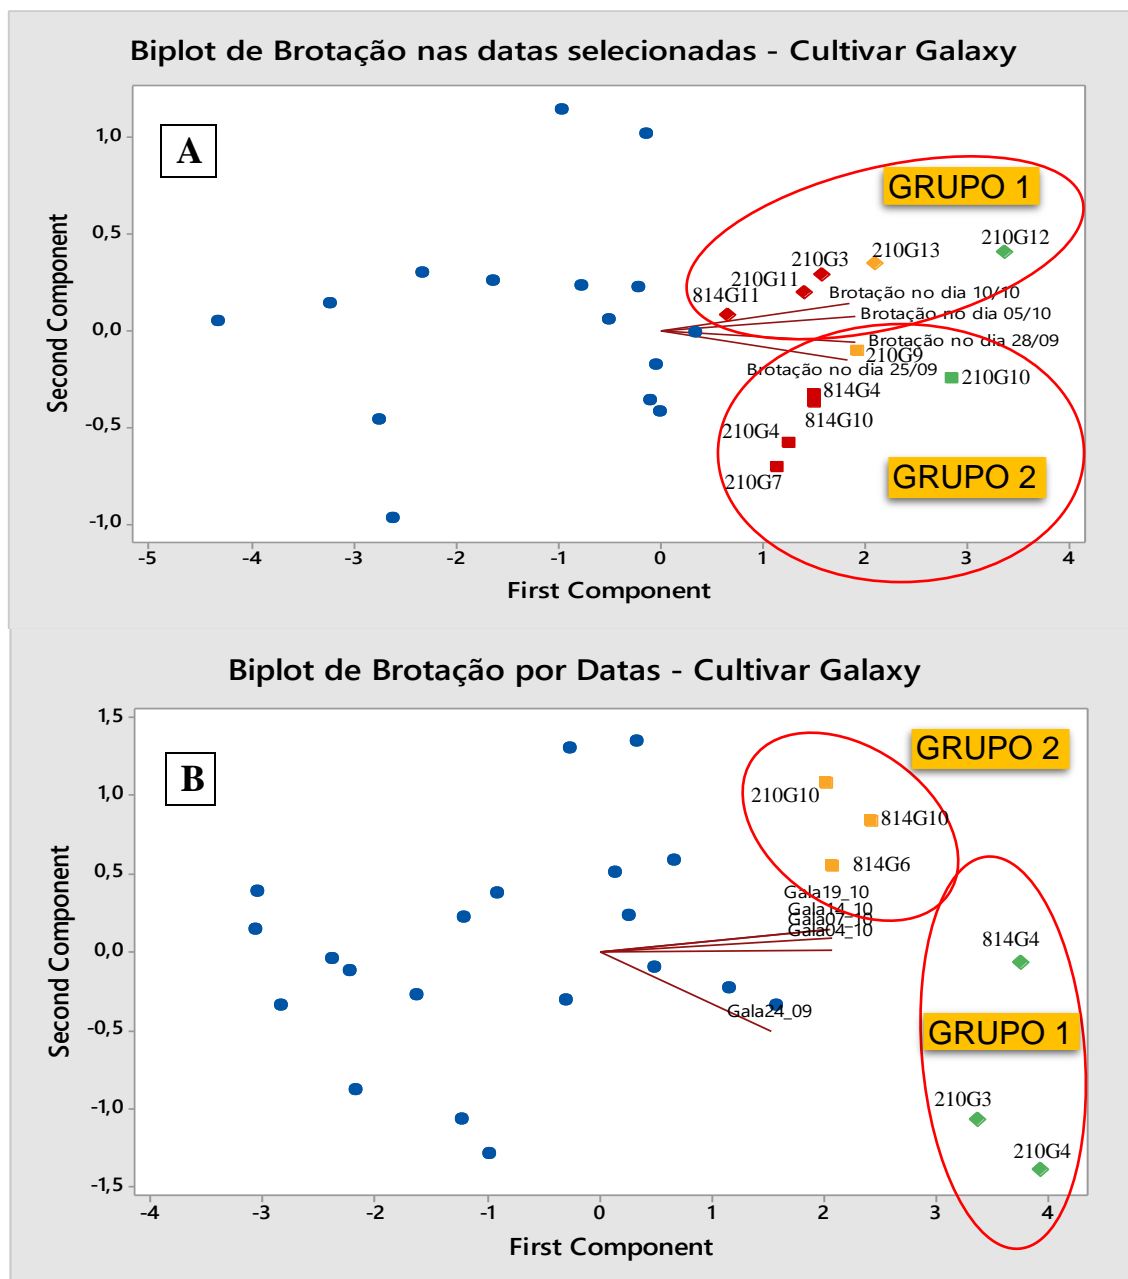 Biplot de Brotação nas datas selecionadas - Cultivar Galaxy
A
GRUPO 1
1,0
0,5
0,0
-0,5
-1,0
Second Component
210G12
210G13
210G3
210G11
814G11
Brotação no dia 10/10
Brotação no dia 05/10
Brotação no dia 28/09
210G9
Brotação no dia 25/09
210G10
814G4
814G10
210G4
210G7
GRUPO 2
-5 -4 -3 -2 -1 0 1 2 3 4
First Component
Biplot de Brotação por Datas - Cultivar Galaxy
B
GRUPO 2
1,5
1,0
0,5
0,0
-0,5
-1,0
-1,5
Second Component
210G10
814G10
814G6
Gala19_10
Gala14_10
Gala07_10
Gala04_10
Gala24_09
814G4
GRUPO 1
210G3
210G4
-4 -3 -2 -1 0 1 2 3 4
First Component